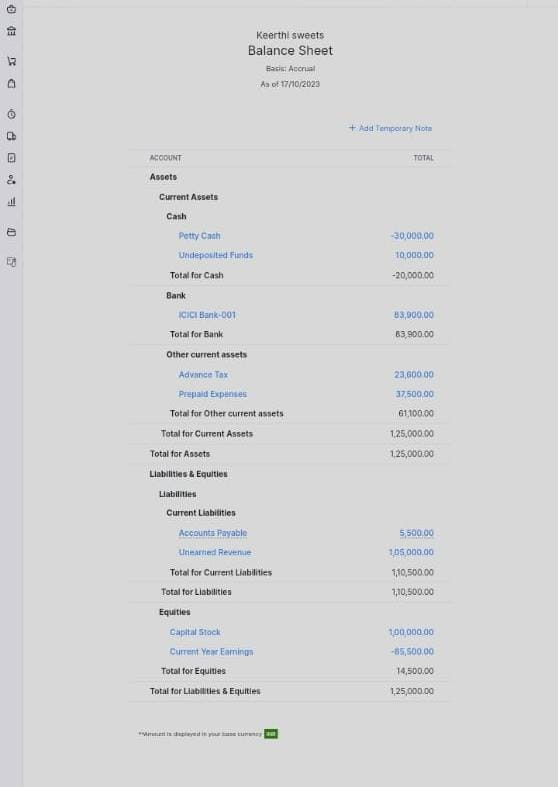 Keerthi sweets
Balance Sheet
Basis: Accrual
As of 17/10/2023
+ Add Temporary Note
ACCOUNT TOTAL
Assets
Current Assets
Cash
Petty Cash -30,000.00
Undeposited Funds 10,000.00
Total for Cash -20,000.00
Bank
ICICI Bank-001 83,900.00
Total for Bank 83,900.00
Other current assets
Advance Tax 23,600.00
Prepaid Expenses 37,500.00
Total for Other current assets 61,100.00
Total for Current Assets 1,25,000.00
Total for Assets 1,25,000.00
Liabilities & Equities
Liabilities
Current Liabilities
Accounts Payable 5,500.00
Unearned Revenue 1,05,000.00
Total for Current Liabilities 1,10,500.00
Total for Liabilities 1,10,500.00
Equities
Capital Stock 1,00,000.00
Current Year Earnings -85,500.00
Total for Equities 14,500.00
Total for Liabilities & Equities 1,25,000.00
**Amount is displayed in your base currency INR